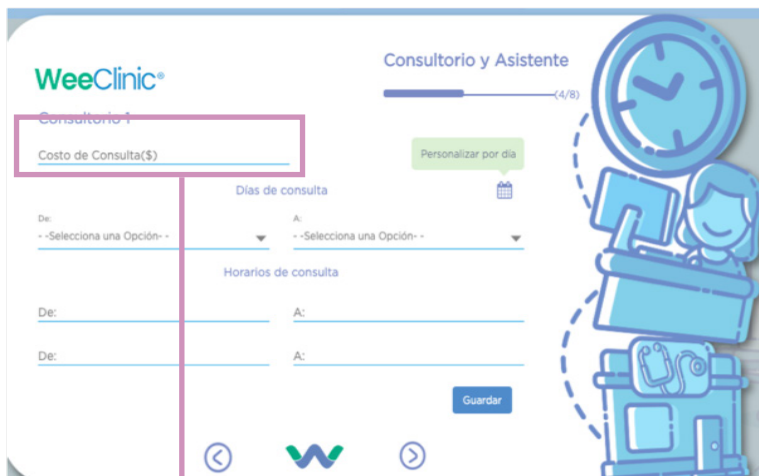 Consultorio y Asistente
WeeClinic®
(4/8)
Consultorio 1
Costo de Consulta($)
Personalizar por día
Días de consulta
De:
A:
- -Selecciona una Opción- -
- -Selecciona una Opción- -
Horarios de consulta
De:
A:
De:
A:
Guardar